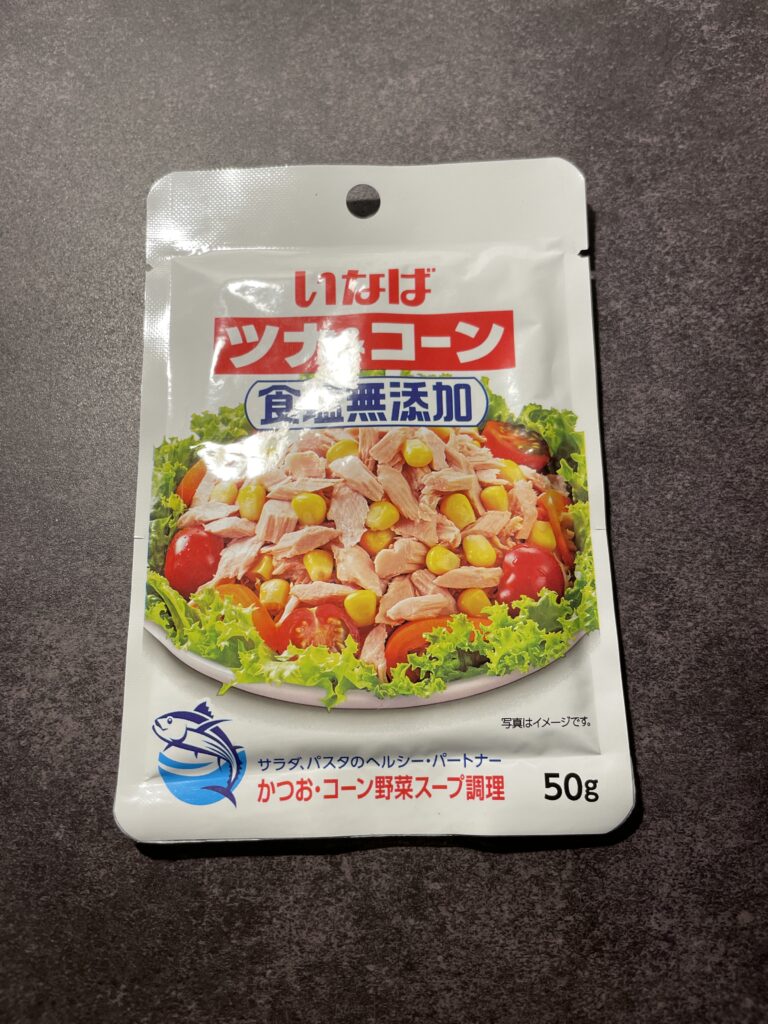 いなば
ツナ&コーン
食塩無添加
写真はイメージです。
サラダ、パスタのヘルシー・パートナー
かつお・コーン野菜スープ調理
50g